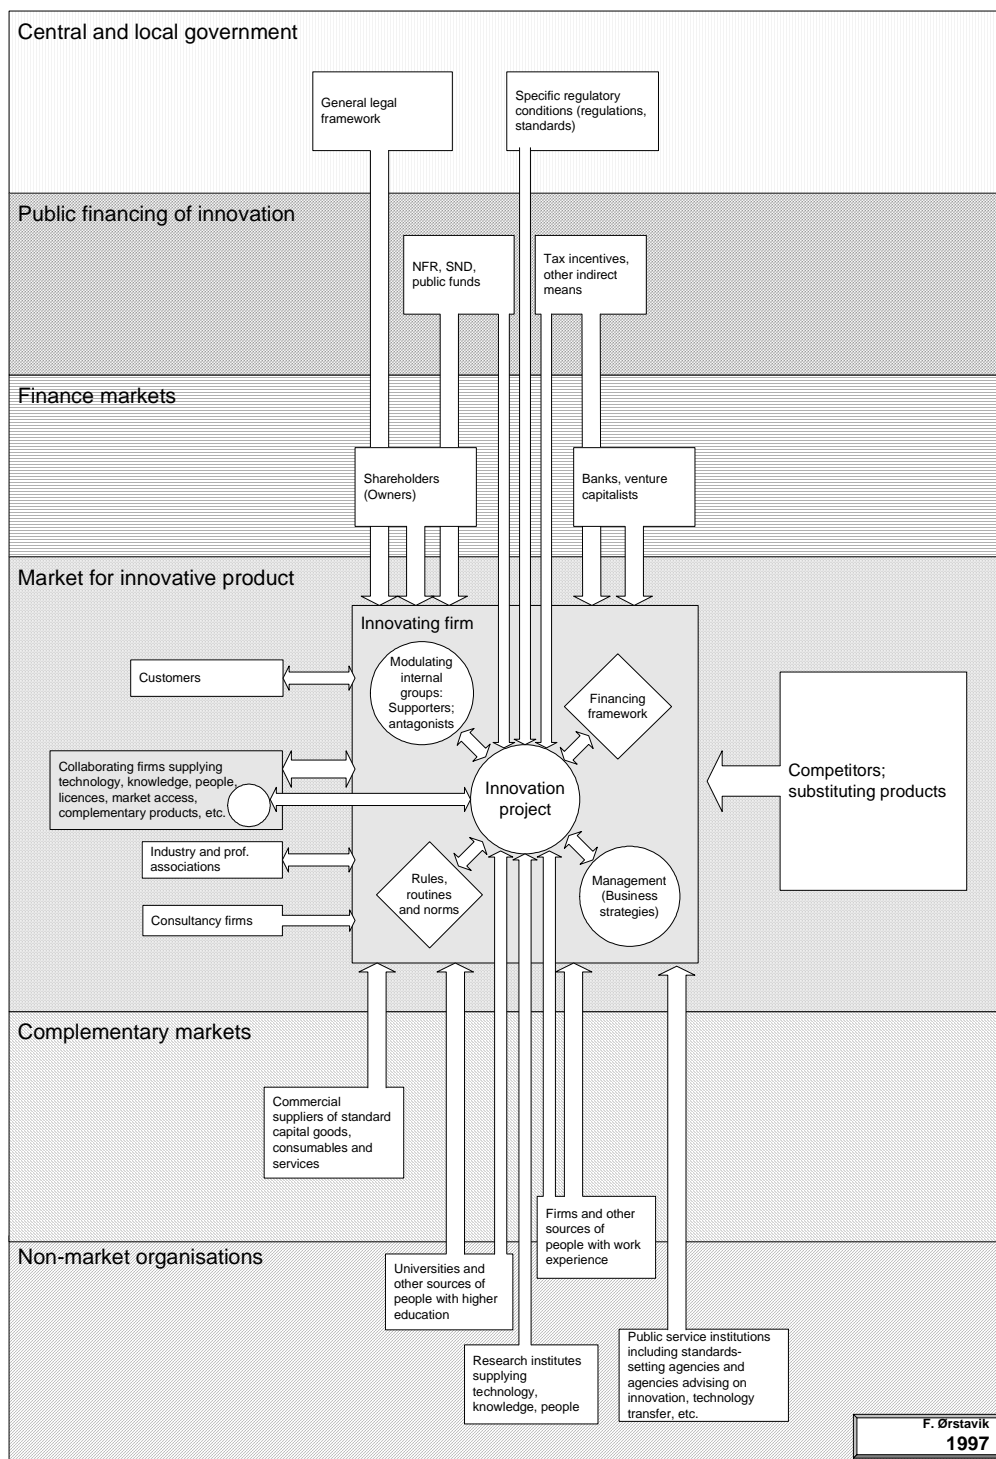 Central and local government
General legal
framework
Specific regulatory
conditions (regulations,
standards)
Public financing of innovation
NFR, SND,
public funds
Tax incentives,
other indirect
means
Finance markets
Shareholders
(Owners)
Banks, venture
capitalists
Market for innovative product
Innovating firm
Modulating
internal
groups:
Supporters;
antagonists
Financing
framework
Customers
Collaborating firms supplying
technology, knowledge, people,
licences, market access,
complementary products, etc.
Innovation
project
Competitors;
substituting products
Industry and prof.
associations
Rules,
routines
and norms
Management
(Business
strategies)
Consultancy firms
Complementary markets
Commercial
suppliers of standard
capital goods,
consumables and
services
Firms and other
sources of
people with work
experience
Non-market organisations
Universities and
other sources of
people with higher
education
Research institutes
supplying
technology,
knowledge, people
Public service institutions
including standards-
setting agencies and
agencies advising on
innovation, technology
transfer, etc.
F. Ørstavik
1997